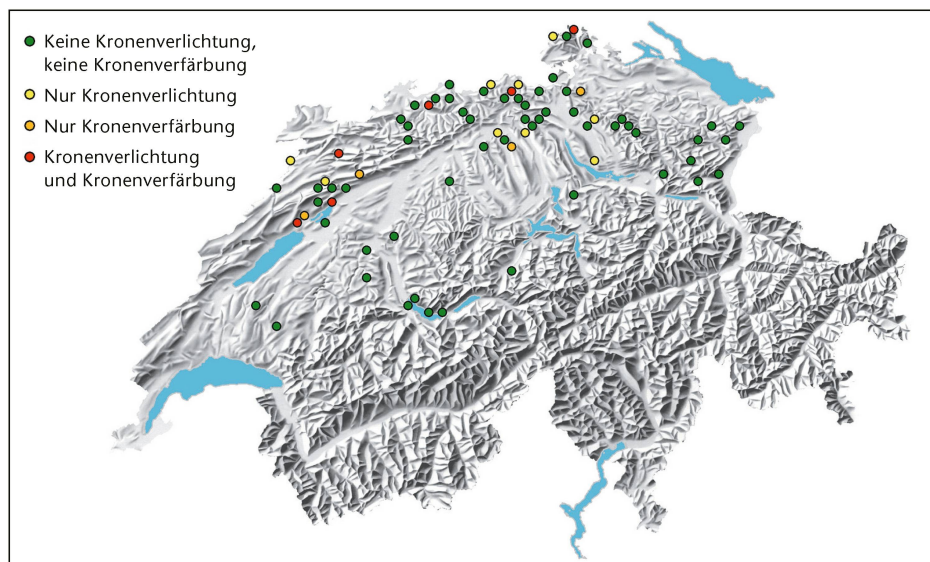 Keine Kronenverlichtung,
keine Kronenverfärbung
Nur Kronenverlichtung
Nur Kronenverfärbung
Kronenverlichtung
und Kronenverfärbung